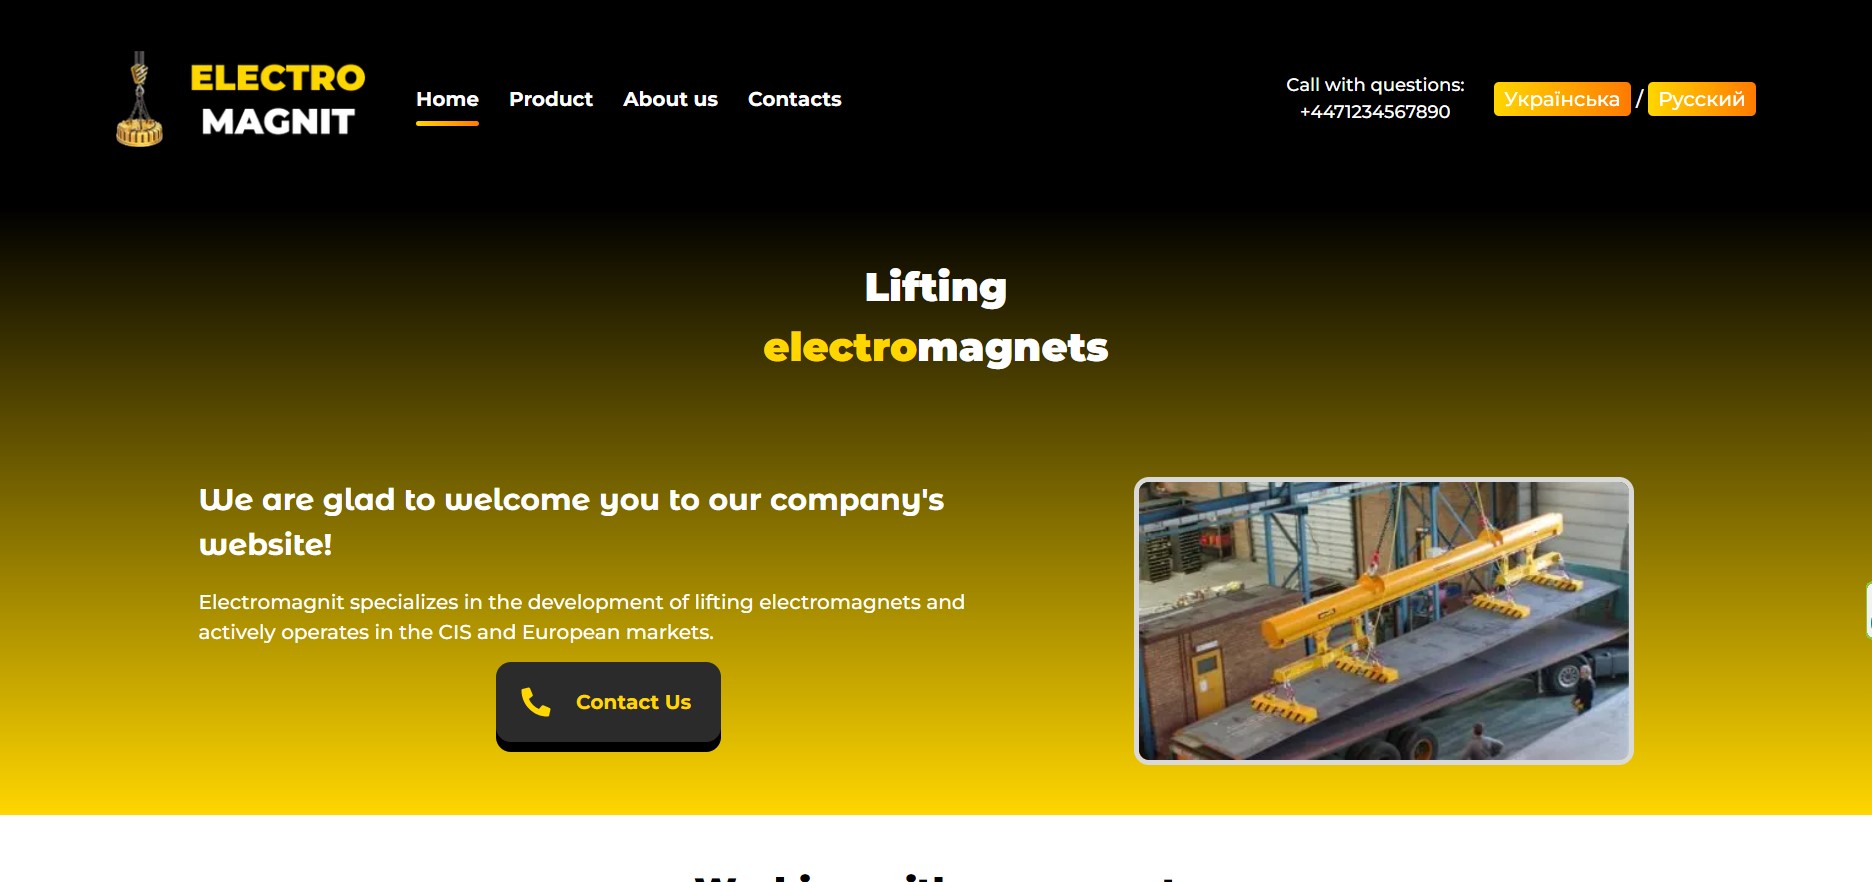 ELECTRO
MAGNIT
Home Product About us Contacts
Call with questions:
+4471234567890
Українська / Русский
Lifting
electromagnets
We are glad to welcome you to our company's
website!
Electromagnit specializes in the development of lifting electromagnets and
actively operates in the CIS and European markets.
Contact Us